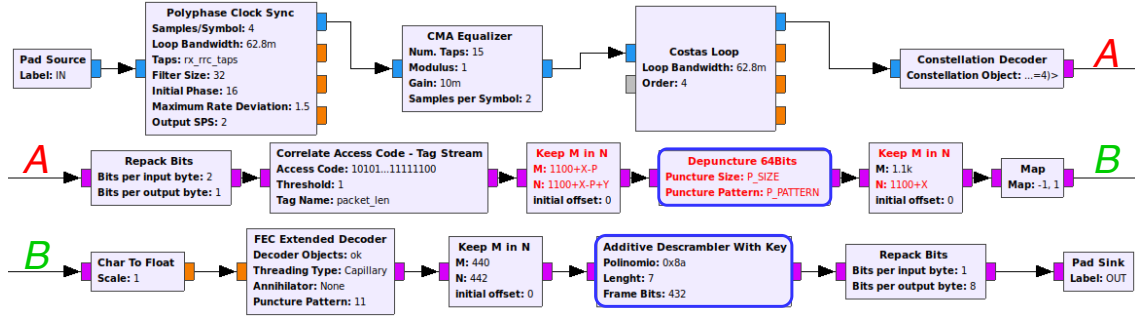 Pad Source
Label: IN
Polyphase Clock Sync
Samples/Symbol: 4
Loop Bandwidth: 62.8m
Taps: rx_rrc_taps
Filter Size: 32
Initial Phase: 16
Maximum Rate Deviation: 1.5
Output SPS: 2
CMA Equalizer
Num. Taps: 15
Modulus: 1
Gain: 10m
Samples per Symbol: 2
Costas Loop
Loop Bandwidth: 62.8m
Order: 4
Constellation Decoder
Constellation Object: ...=4)>
A
A
Repack Bits
Bits per input byte: 2
Bits per output byte: 1
Correlate Access Code - Tag Stream
Access Code: 10101...11111100
Threshold: 1
Tag Name: packet_len
Keep M in N
M: 1100+X-P
N: 1100+X-P+Y
initial offset: 0
Depuncture 64Bits
Puncture Size: P_SIZE
Puncture Pattern: P_PATTERN
Keep M in N
M: 1.1k
N: 1100+X
initial offset: 0
Map
Map: -1, 1
B
B
Char To Float
Scale: 1
FEC Extended Decoder
Decoder Objects: ok
Threading Type: Capillary
Annihilator: None
Puncture Pattern: 11
Keep M in N
M: 440
N: 442
initial offset: 0
Additive Descrambler With Key
Polinomio: 0x8a
Lenght: 7
Frame Bits: 432
Repack Bits
Bits per input byte: 1
Bits per output byte: 8
Pad Sink
Label: OUT